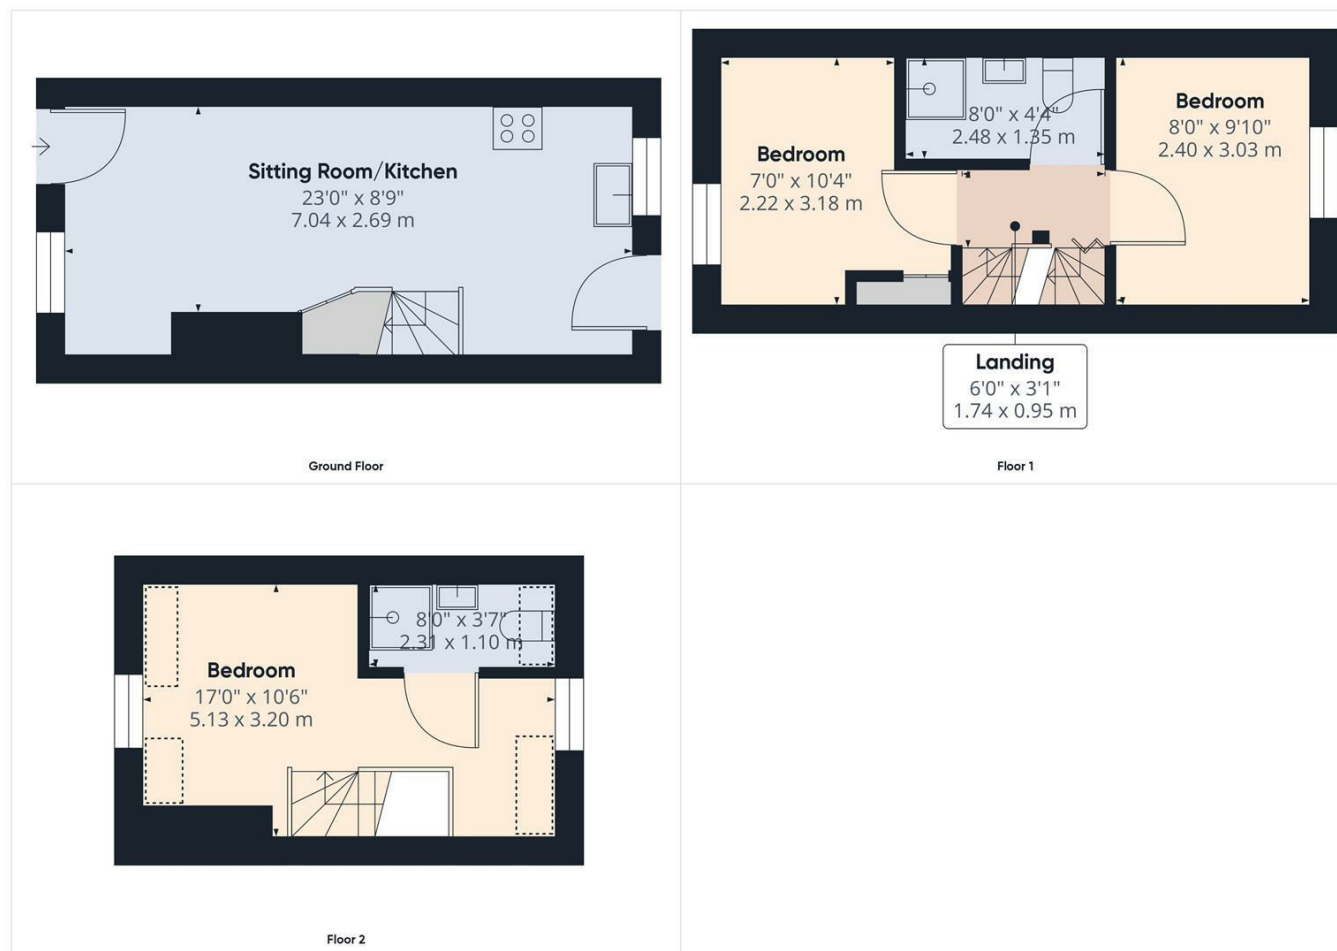 Sitting Room/Kitchen
23'0" x 8'9"
7.04 x 2.69 m
Ground Floor
Bedroom
7'0" x 10'4"
2.22 x 3.18 m
8'0" x 4'4"
2.48 x 1.35 m
Bedroom
8'0" x 9'10"
2.40 x 3.03 m
Landing
6'0" x 3'1"
1.74 x 0.95 m
Floor 1
Bedroom
17'0" x 10'6"
5.13 x 3.20 m
8'0" x 3'7"
2.31 x 1.10 m
Floor 2